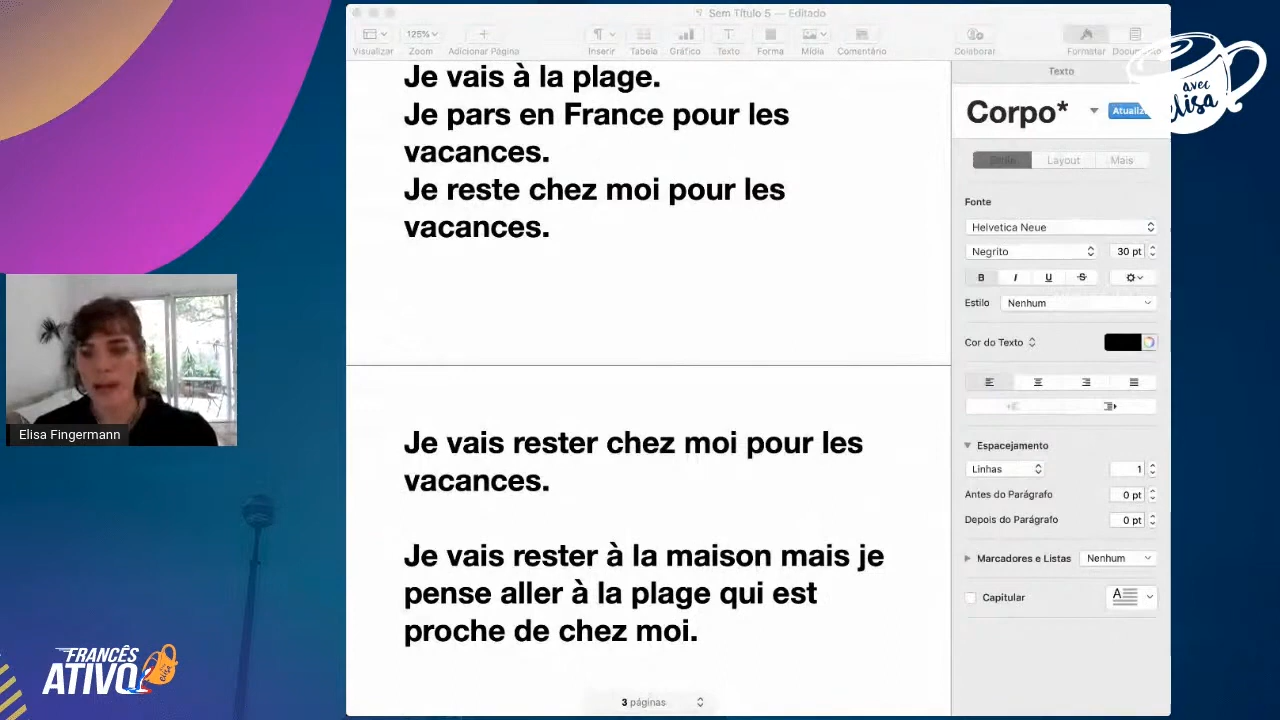 Sem Título 5 — Editado
125%
Visualizar Zoom Adicionar Página Inserir Tabela Gráfico Texto Forma Mídia Comentário Colaborar Formatar
Je vais à la plage.
Je pars en France pour les
vacances.
Je reste chez moi pour les
vacances.
Je vais rester chez moi pour les
vacances.
Je vais rester à la maison mais je
pense aller à la plage qui est
proche de chez moi.
3 páginas
Texto
Corpo*
Layout Mais
Fonte
Helvetica Neue
Negrito 30 pt
B I U S
Estilo Nenhum
Cor do Texto
Espacejamento
Linhas 1
Antes do Parágrafo 0 pt
Depois do Parágrafo 0 pt
Marcadores e Listas Nenhum
Capitular A
avec
elisa
Elisa Fingermann
FRANCÊS
ATIVO